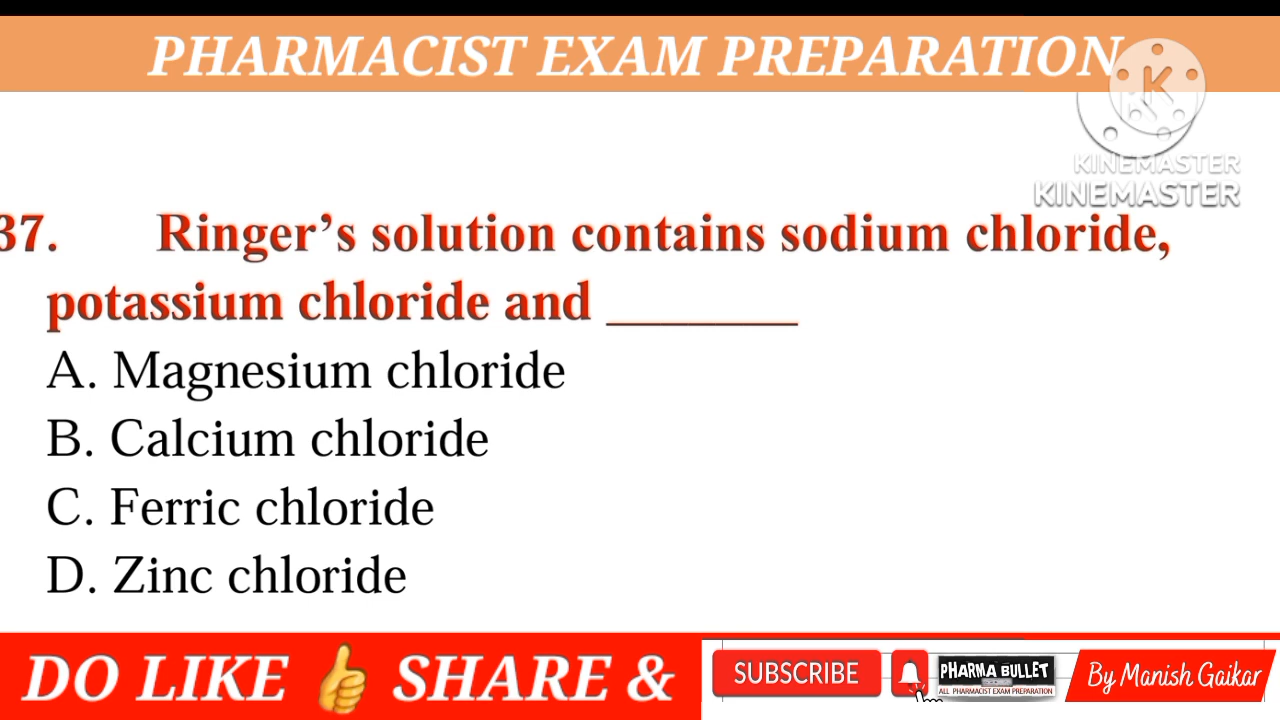 PHARMACIST EXAM PREPARATION
KINEMASTER
KINEMASTER
37. Ringer’s solution contains sodium chloride,
potassium chloride and _______
A. Magnesium chloride
B. Calcium chloride
C. Ferric chloride
D. Zinc chloride
DO LIKE 👍 SHARE &
SUBSCRIBE
PHARMA BULLET
ALL PHARMACIST EXAM PREPARATION
By Manish Gaikar